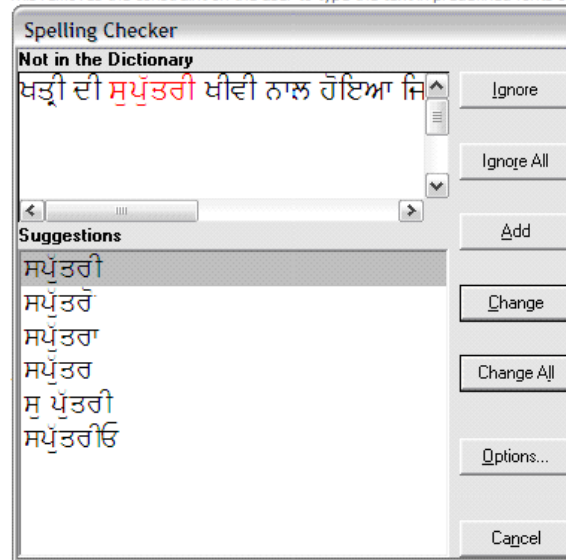 Spelling Checker
Not in the Dictionary
ਖਤ੍ਰੀ ਦੀ ਸੁਪੁੱਤਰੀ ਖੀਵੀ ਨਾਲ ਹੋਇਆ ਜਿ
Ignore
Ignore All
Add
Suggestions
ਸਪੁੱਤਰੀ
ਸਪੁੱਤਰੋ
ਸਪੁੱਤਰਾ
ਸਪੁੱਤਰ
ਸੁ ਪੁੱਤਰੀ
ਸਪੁੱਤਰੀਓ
Change
Change All
Options...
Cancel